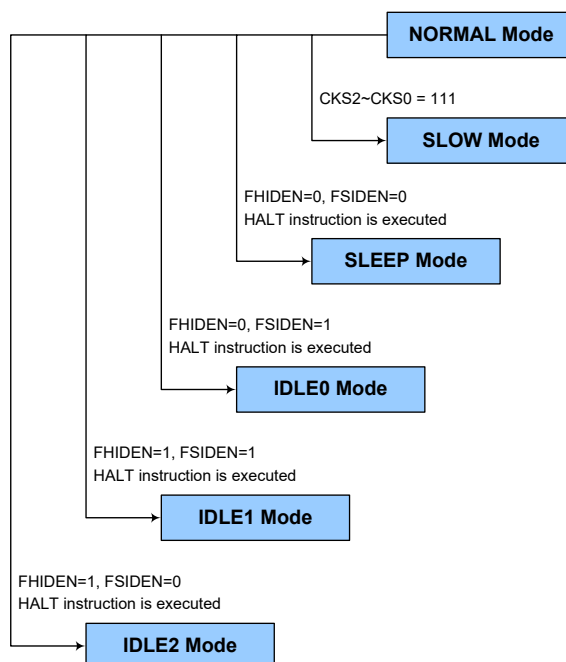 NORMAL Mode
CKS2~CKS0 = 111
SLOW Mode
FHIDEN=0, FSIDEN=0
HALT instruction is executed
SLEEP Mode
FHIDEN=0, FSIDEN=1
HALT instruction is executed
IDLE0 Mode
FHIDEN=1, FSIDEN=1
HALT instruction is executed
IDLE1 Mode
FHIDEN=1, FSIDEN=0
HALT instruction is executed
IDLE2 Mode